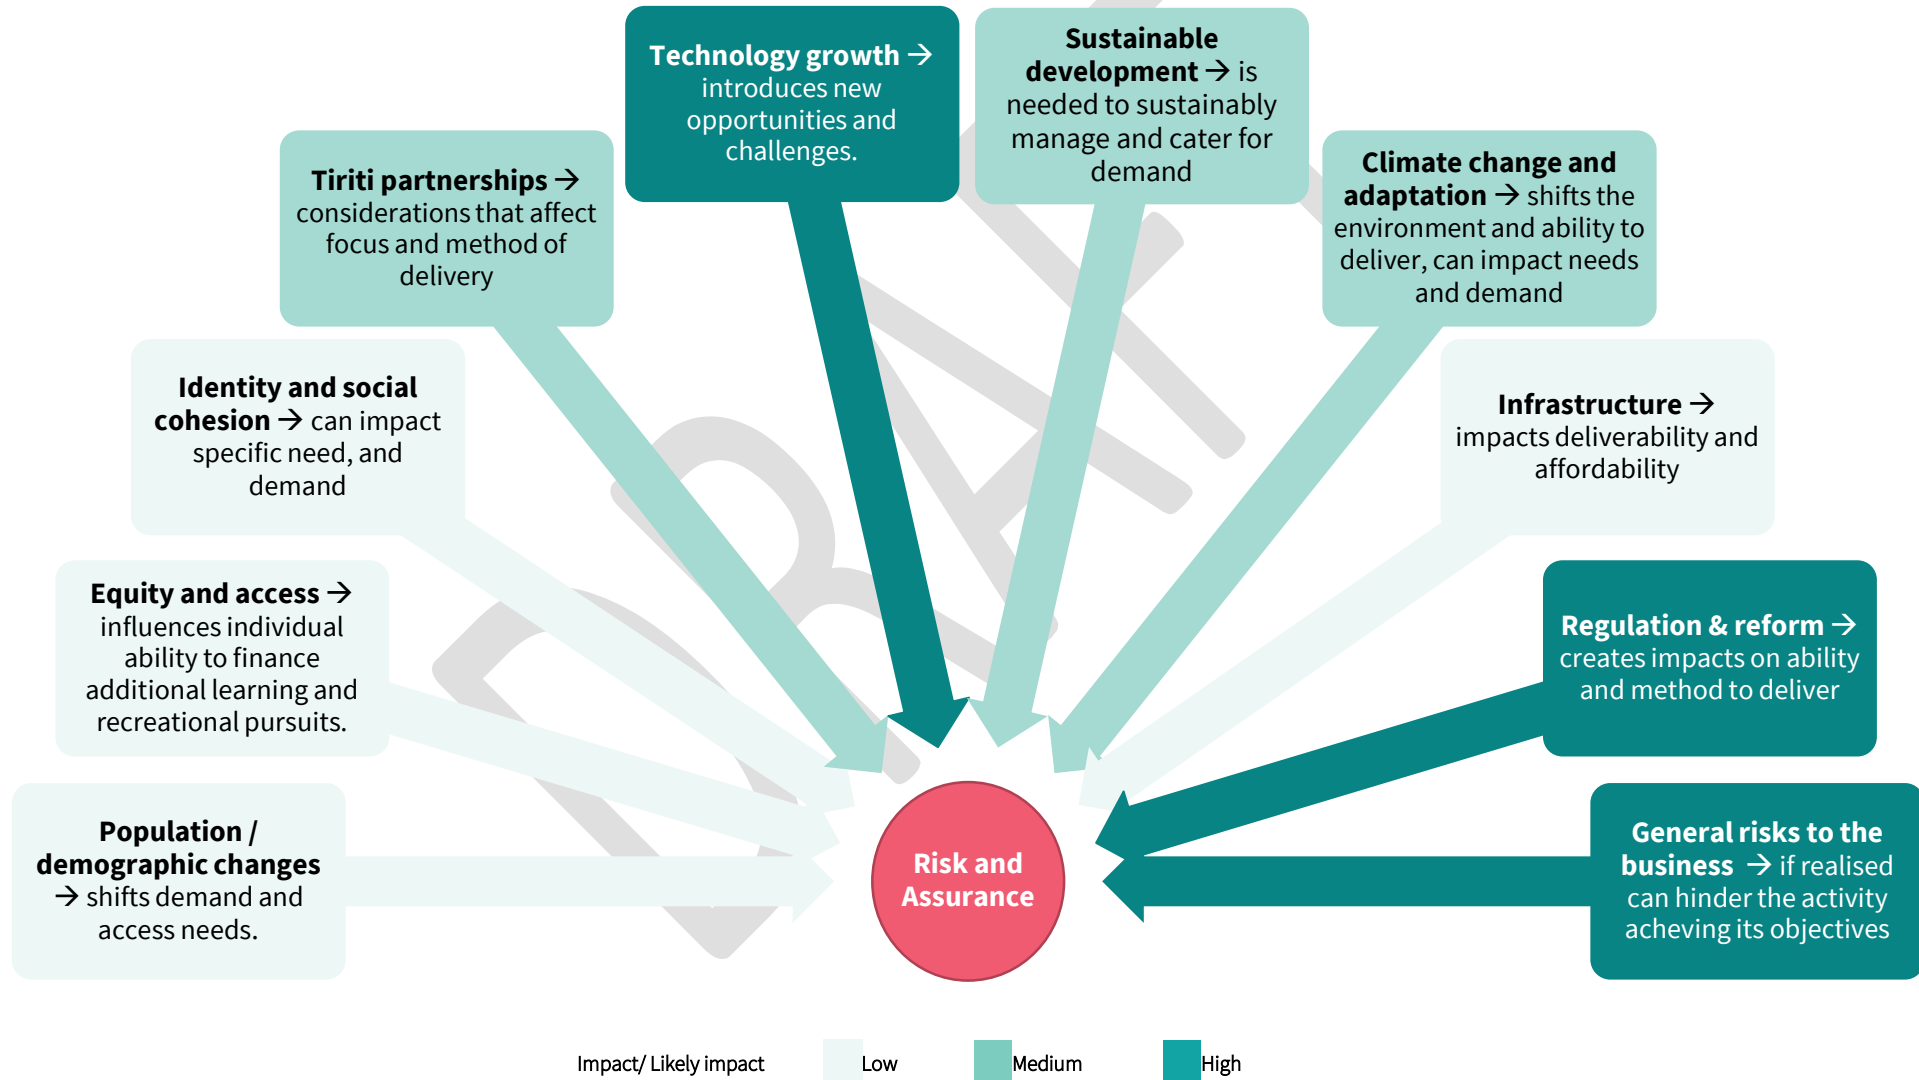 Technology growth →
introduces new
opportunities and
challenges.
Sustainable
development → is
needed to sustainably
manage and cater for
demand
Tiriti partnerships →
considerations that affect
focus and method of
delivery
Climate change and
adaptation → shifts the
environment and ability to
deliver, can impact needs
and demand
Identity and social
cohesion → can impact
specific need, and
demand
Infrastructure →
impacts deliverability and
affordability
Equity and access →
influences individual
ability to finance
additional learning and
recreational pursuits.
Regulation & reform →
creates impacts on ability
and method to deliver
Population /
demographic changes
→ shifts demand and
access needs.
General risks to the
business → if realised
can hinder the activity
acheving its objectives
Risk and
Assurance
DRAFT
Impact/ Likely impact
Low
Medium
High